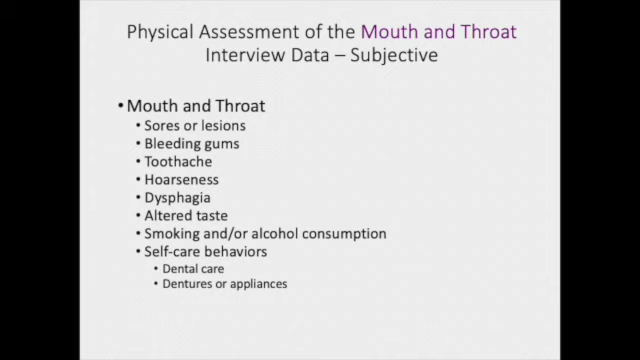 Physical Assessment of the Mouth and Throat
Interview Data – Subjective
• Mouth and Throat
• Sores or lesions
• Bleeding gums
• Toothache
• Hoarseness
• Dysphagia
• Altered taste
• Smoking and/or alcohol consumption
• Self-care behaviors
• Dental care
• Dentures or appliances